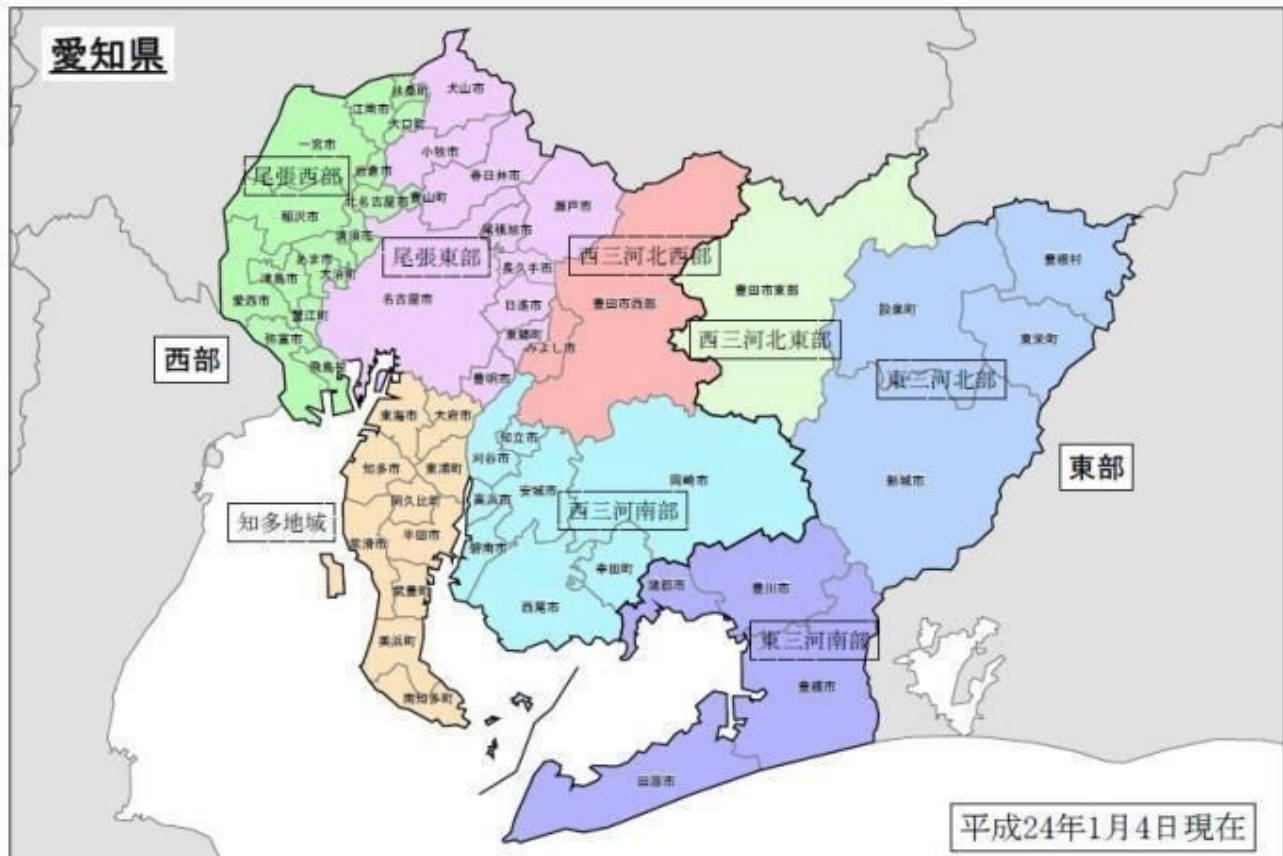 愛知県
扶桑町
犬山市
江南市
大口町
一宮市
小牧市
岩倉市
尾張西部
春日井市
北名古屋市
豊山町
瀬戸市
稲沢市
清須市
尾張旭市
尾張東部
西三河北西部
あま市
大治町
長久手市
津島市
愛西市
名古屋市
豊田市西部
豊田市東部
豊根村
設楽町
蟹江町
日進市
弥富市
東郷町
みよし市
西三河北東部
東栄町
西部
飛島村
豊明市
東三河北部
東海市
大府市
知立市
刈谷市
知多市
東浦町
東部
岡崎市
新城市
高浜市
安城市
阿久比町
西三河南部
知多地域
半田市
常滑市
碧南市
幸田町
蒲郡市
豊川市
武豊町
西尾市
美浜町
東三河南部
豊橋市
南知多町
田原市
平成24年1月4日現在